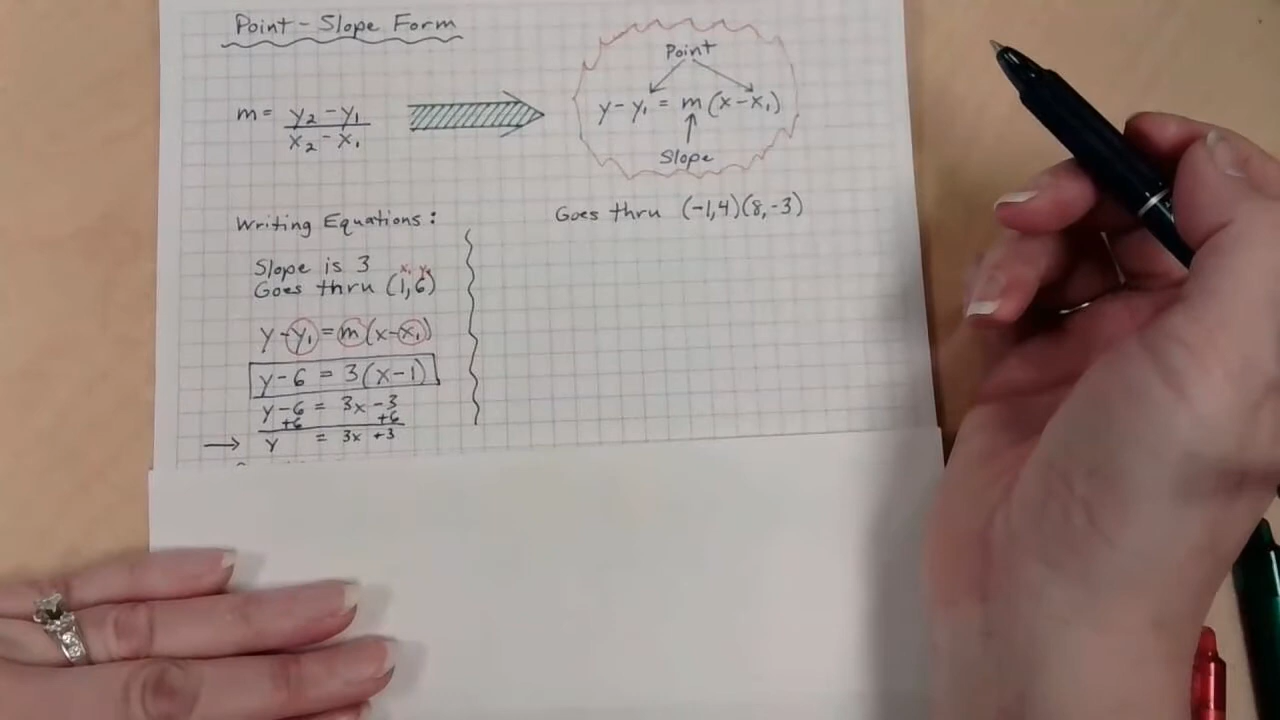 Point-Slope Form
m = y₂ - y₁ / x₂ - x₁
Point
y - y₁ = m(x - x₁)
Slope
Writing Equations:
Slope is 3
x₁ y₁
Goes thru (1,6)
y - y₁ = m(x - x₁)
y - 6 = 3(x - 1)
y - 6 = 3x - 3
+6 +6
y = 3x + 3
Goes thru (-1,4)(8,-3)